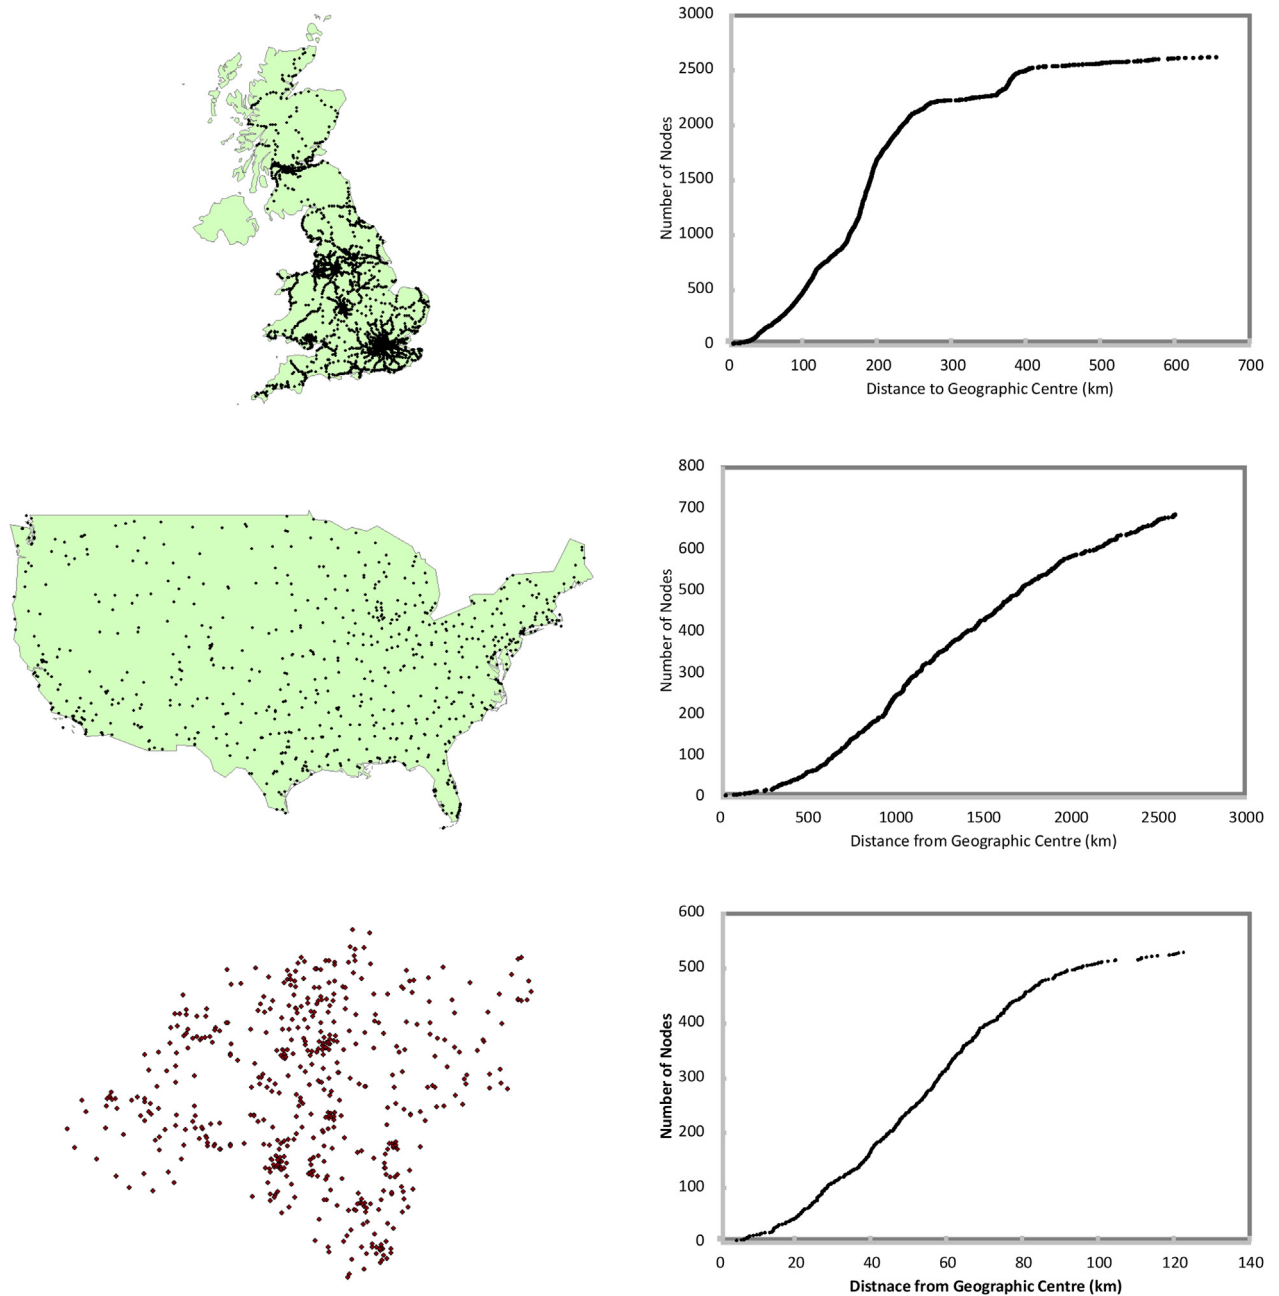 3000
2500
2000
1500
1000
500
0
Number of Nodes
0 100 200 300 400 500 600 700
Distance to Geographic Centre (km)
800
700
600
500
400
300
200
100
0
Number of Nodes
0 500 1000 1500 2000 2500 3000
Distance from Geographic Centre (km)
600
500
400
300
200
100
0
Number of Nodes
0 20 40 60 80 100 120 140
Distnace from Geographic Centre (km)